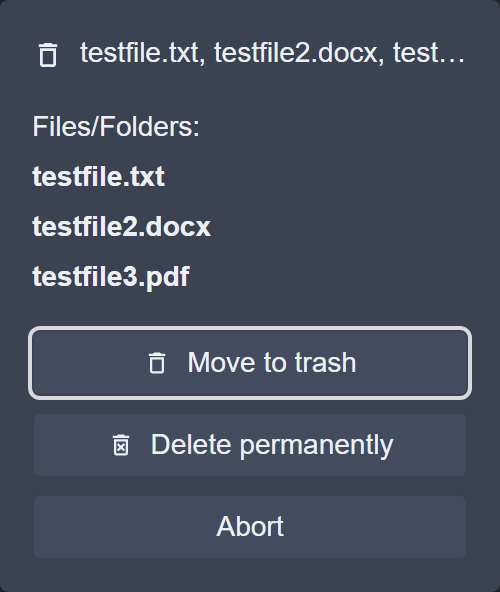 testfile.txt, testfile2.docx, test…
Files/Folders:
testfile.txt
testfile2.docx
testfile3.pdf
Move to trash
Delete permanently
Abort